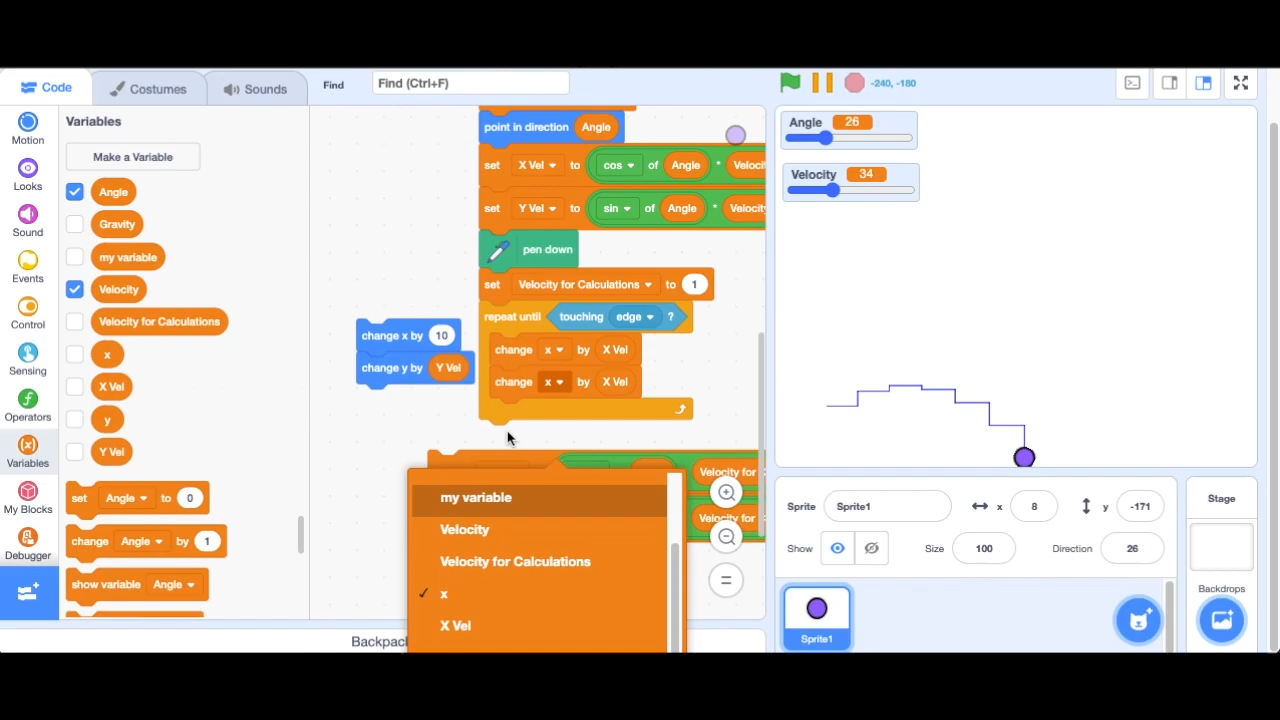 Code
Costumes
Sounds
Find
Find (Ctrl+F)
-240, -180
Motion
Looks
Sound
Events
Control
Sensing
Operators
Variables
My Blocks
Debugger
Variables
Make a Variable
Angle
Gravity
my variable
Velocity
Velocity for Calculations
x
X Vel
y
Y Vel
set Angle to 0
change Angle by 1
show variable Angle
point in direction Angle
set X Vel to cos of Angle * Velocit
set Y Vel to sin of Angle * Velocit
pen down
set Velocity for Calculations to 1
repeat until touching edge ?
change x by X Vel
change x by X Vel
change x by 10
change y by Y Vel
Velocity for
Velocity for
my variable
Velocity
Velocity for Calculations
✓ x
X Vel
Backpac
Angle 26
Velocity 34
Sprite Sprite1 x 8 y -171
Show Size 100 Direction 26
Sprite1
Stage
Backdrops